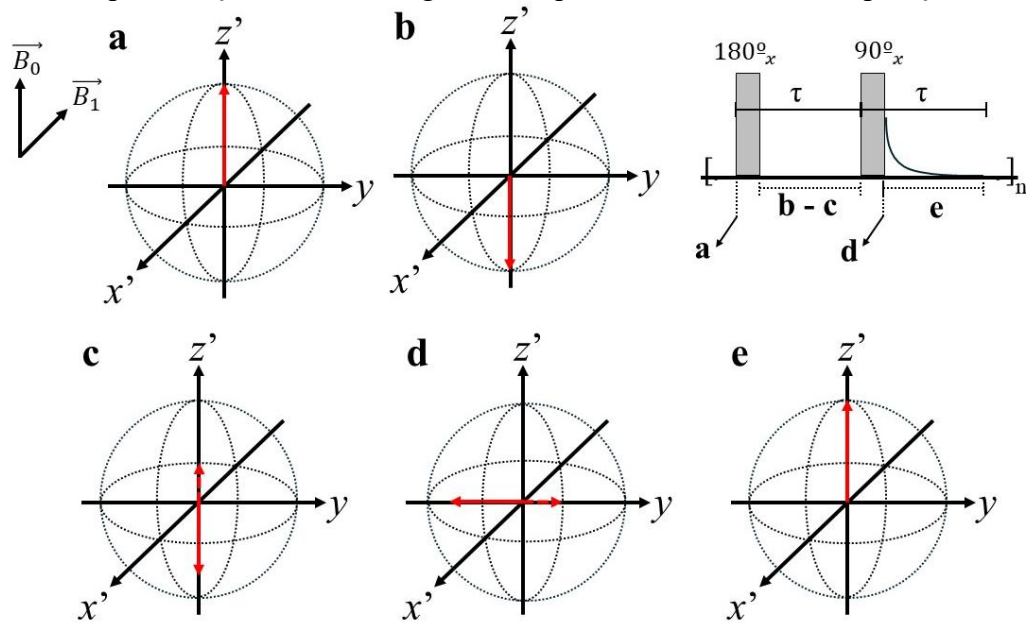 B₀
B₁
a
z’
y
x’
b
z’
y
x’
180º x
90º x
τ
τ
[
]n
b - c
e
a
d
c
z’
y
x’
d
z’
y
x’
e
z’
y
x’